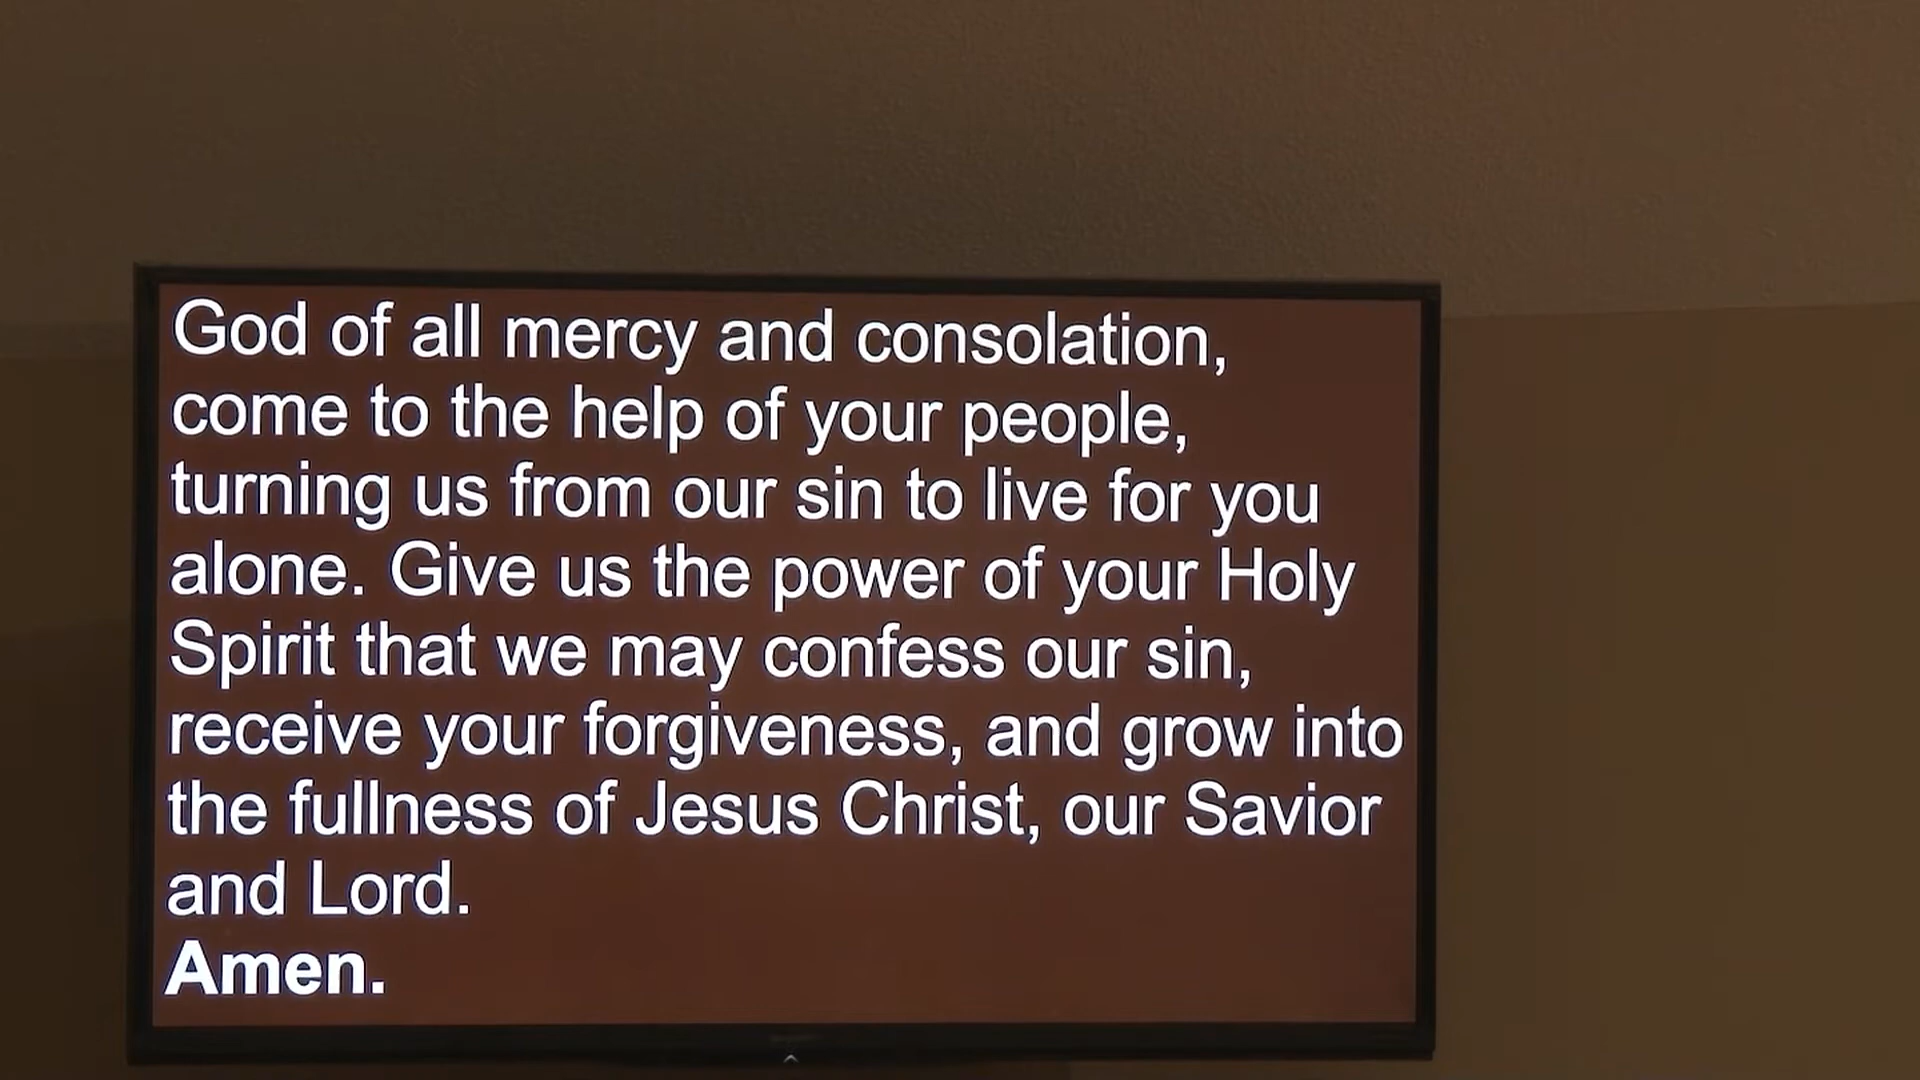 God of all mercy and consolation,
come to the help of your people,
turning us from our sin to live for you
alone. Give us the power of your Holy
Spirit that we may confess our sin,
receive your forgiveness, and grow into
the fullness of Jesus Christ, our Savior
and Lord.
Amen.